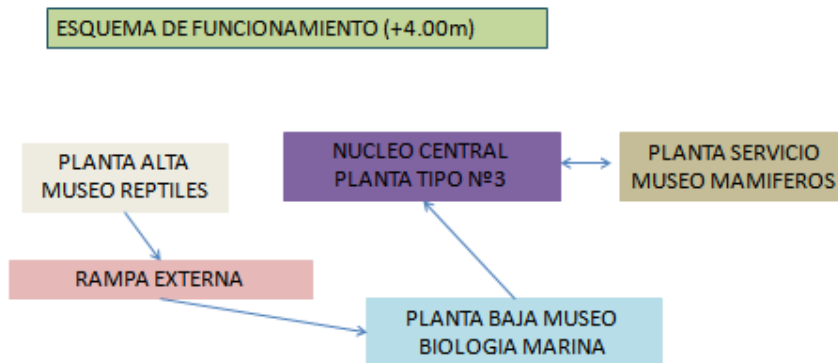 ESQUEMA DE FUNCIONAMIENTO (+4.00m)
PLANTA ALTA
MUSEO REPTILES
NUCLEO CENTRAL
PLANTA TIPO Nº3
PLANTA SERVICIO
MUSEO MAMIFEROS
RAMPA EXTERNA
PLANTA BAJA MUSEO
BIOLOGIA MARINA